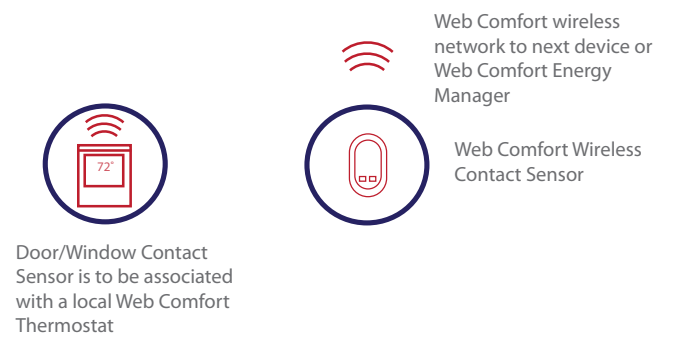 Web Comfort wireless
network to next device or
Web Comfort Energy
Manager
72°
Web Comfort Wireless
Contact Sensor
Door/Window Contact
Sensor is to be associated
with a local Web Comfort
Thermostat